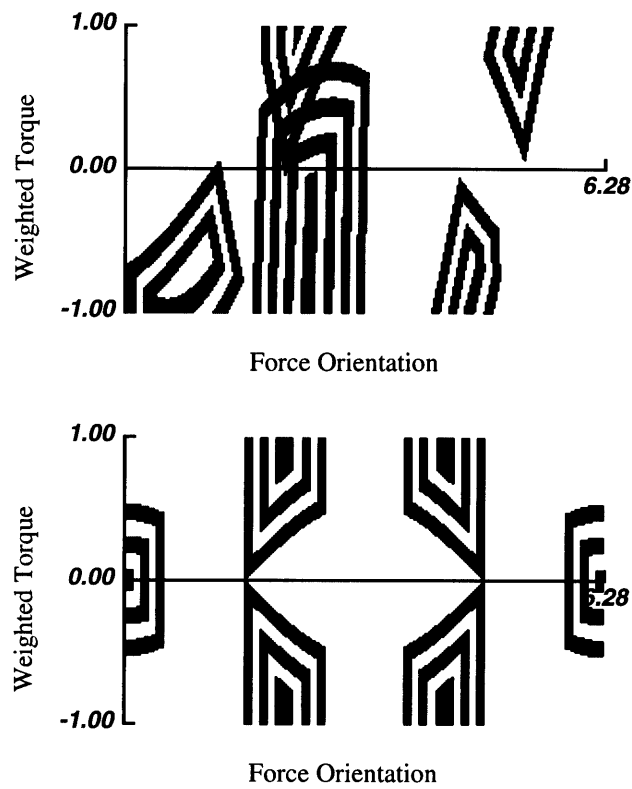 1.00
Weighted Torque
0.00
6.28
-1.00
Force Orientation
1.00
Weighted Torque
0.00
6.28
-1.00
Force Orientation